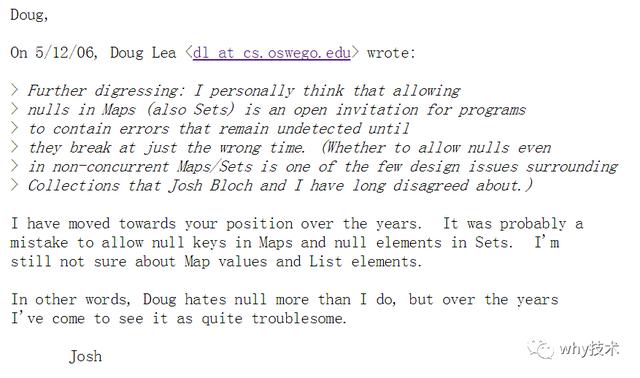 Doug,
On 5/12/06, Doug Lea <dl at cs.oswego.edu> wrote:
> Further digressing: I personally think that allowing
> nulls in Maps (also Sets) is an open invitation for programs
> to contain errors that remain undetected until
> they break at just the wrong time. (Whether to allow nulls even
> in non-concurrent Maps/Sets is one of the few design issues surrounding
> Collections that Josh Bloch and I have long disagreed about.)
I have moved towards your position over the years. It was probably a
mistake to allow null keys in Maps and null elements in Sets. I'm
still not sure about Map values and List elements.
In other words, Doug hates null more than I do, but over the years
I've come to see it as quite troublesome.
Josh
why技术